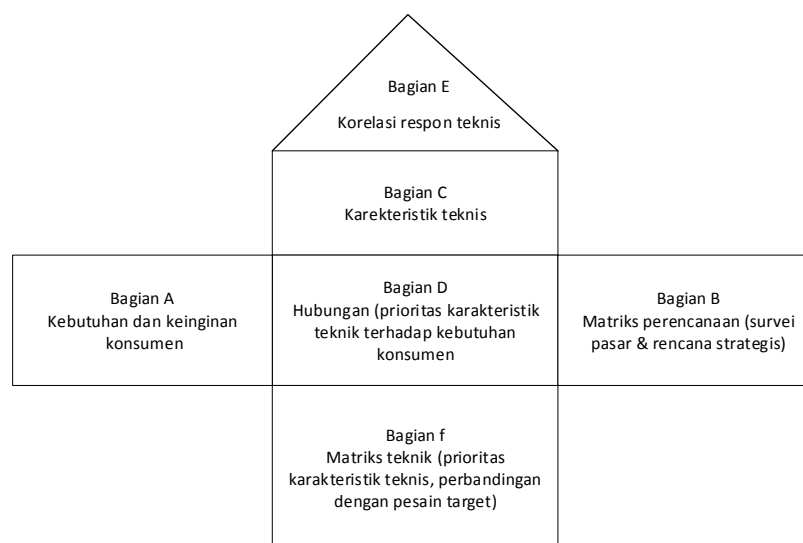 Bagian E
Korelasi respon teknis
Bagian C
Karekteristik teknis
Bagian A
Kebutuhan dan keinginan
konsumen
Bagian D
Hubungan (prioritas karakteristik
teknik terhadap kebutuhan
konsumen
Bagian B
Matriks perencanaan (survei
pasar & rencana strategis)
Bagian f
Matriks teknik (prioritas
karakteristik teknis, perbandingan
dengan pesain target)